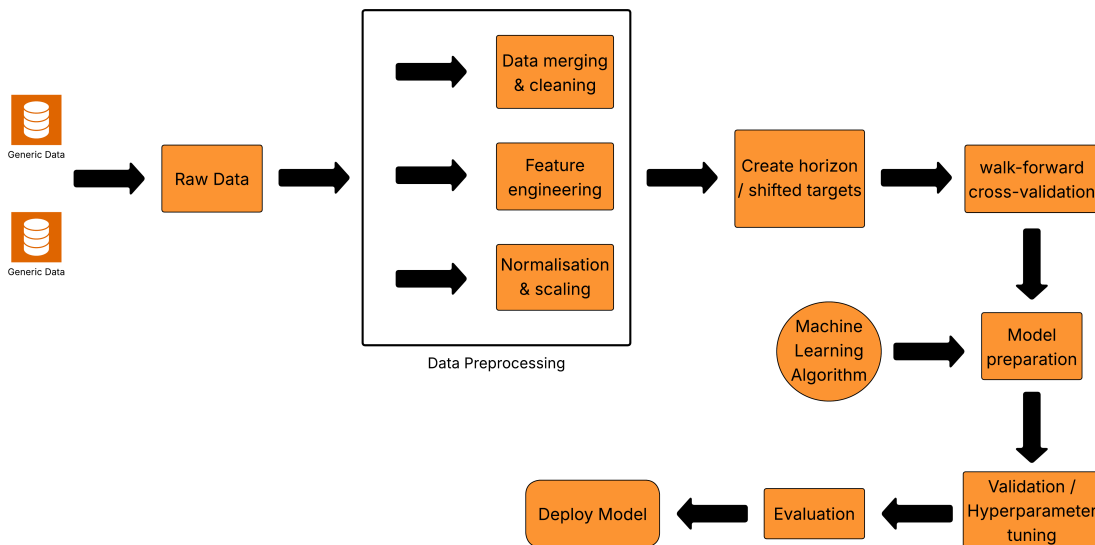 Generic Data
Generic Data
Raw Data
Data merging
& cleaning
Feature
engineering
Normalisation
& scaling
Data Preprocessing
Create horizon
/ shifted targets
walk-forward
cross-validation
Machine
Learning
Algorithm
Model
preparation
Validation /
Hyperparameter
tuning
Evaluation
Deploy Model